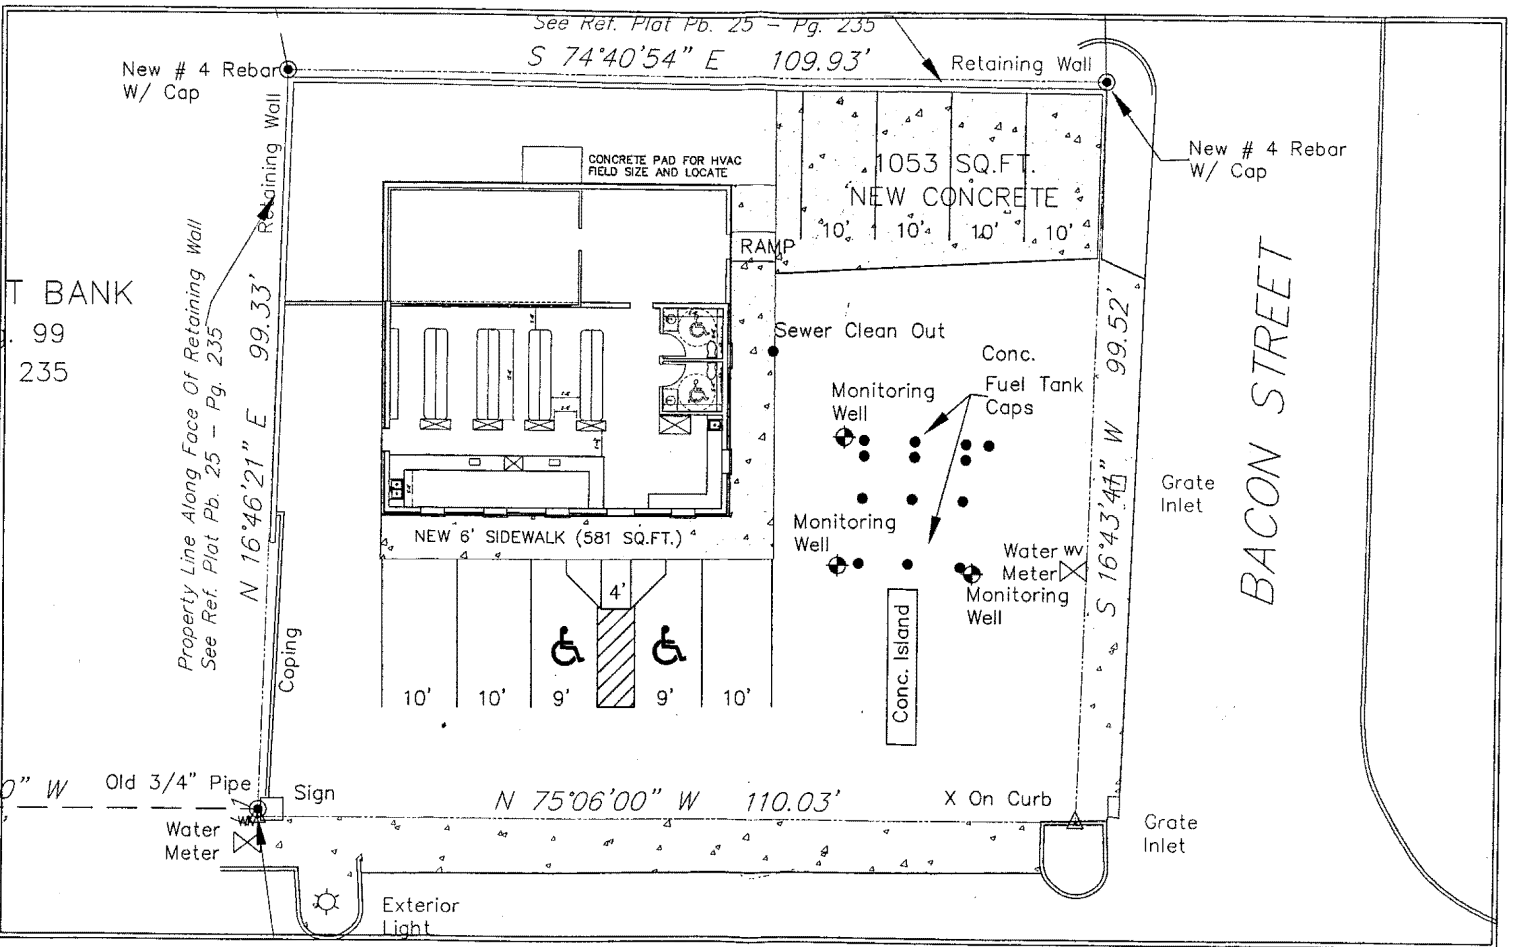 See Ref. Plat Pb. 25 - Pg. 235
S 74°40'54" E 109.93'
Retaining Wall
New # 4 Rebar
W/ Cap
Retaining Wall
New # 4 Rebar
W/ Cap
CONCRETE PAD FOR HVAC
FIELD SIZE AND LOCATE
1053 SQ.FT.
NEW CONCRETE
10' 10' 10' 10'
RAMP
Property Line Along Face Of Retaining Wall
See Ref. Plat Pb. 25 - Pg. 235
N 16°46'21" E 99.33'
T BANK
. 99
235
Sewer Clean Out
Conc.
Fuel Tank
Caps
Monitoring
Well
S 16°43'41" W 99.52'
BACON STREET
Grate
Inlet
Monitoring
Well
Water
Meter
WV
Monitoring
Well
NEW 6' SIDEWALK (581 SQ.FT.)
4'
Conc. Island
Coping
10' 10' 9' 9' 10'
0" W
Old 3/4" Pipe
Sign
N 75°06'00" W 110.03'
X On Curb
WV
Water
Meter
Grate
Inlet
Exterior
Light